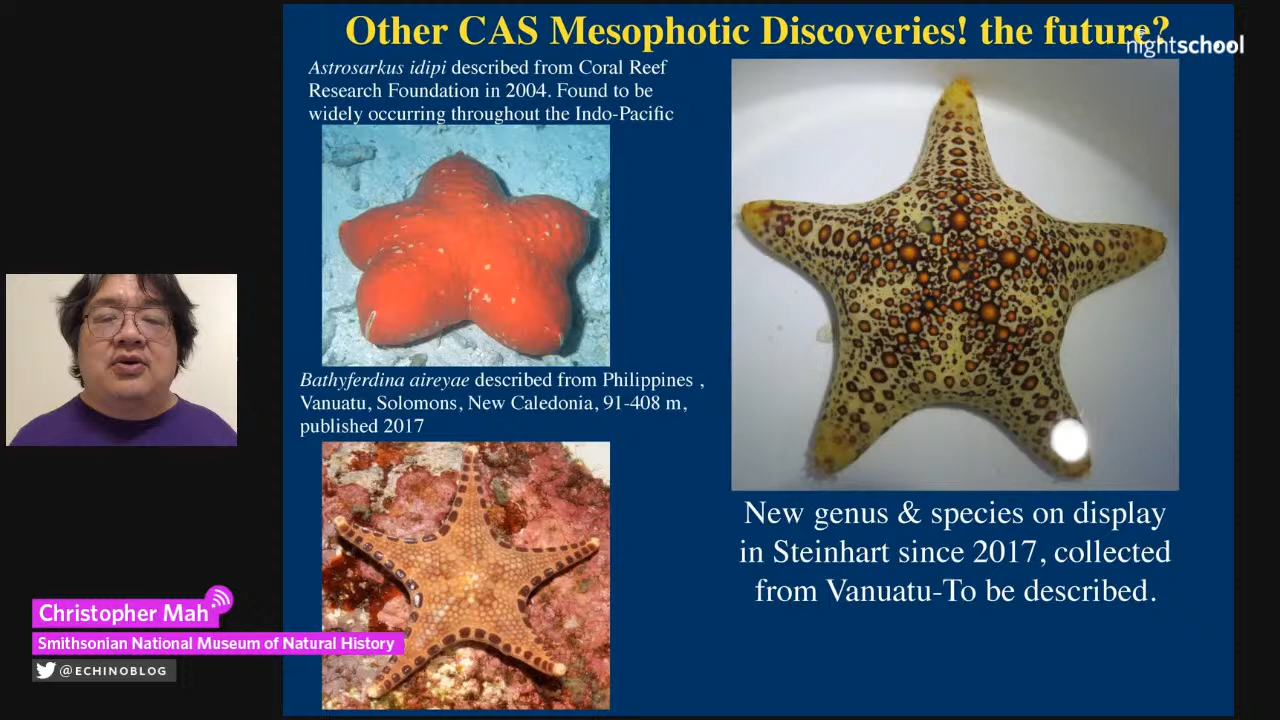 Other CAS Mesophotic Discoveries! the future?
nightschool
Astrosarkus idipi described from Coral Reef
Research Foundation in 2004. Found to be
widely occurring throughout the Indo-Pacific
Bathyferdina aireyae described from Philippines ,
Vanuatu, Solomons, New Caledonia, 91-408 m,
published 2017
New genus & species on display
in Steinhart since 2017, collected
from Vanuatu-To be described.
Christopher Mah
Smithsonian National Museum of Natural History
@ECHINOBLOG